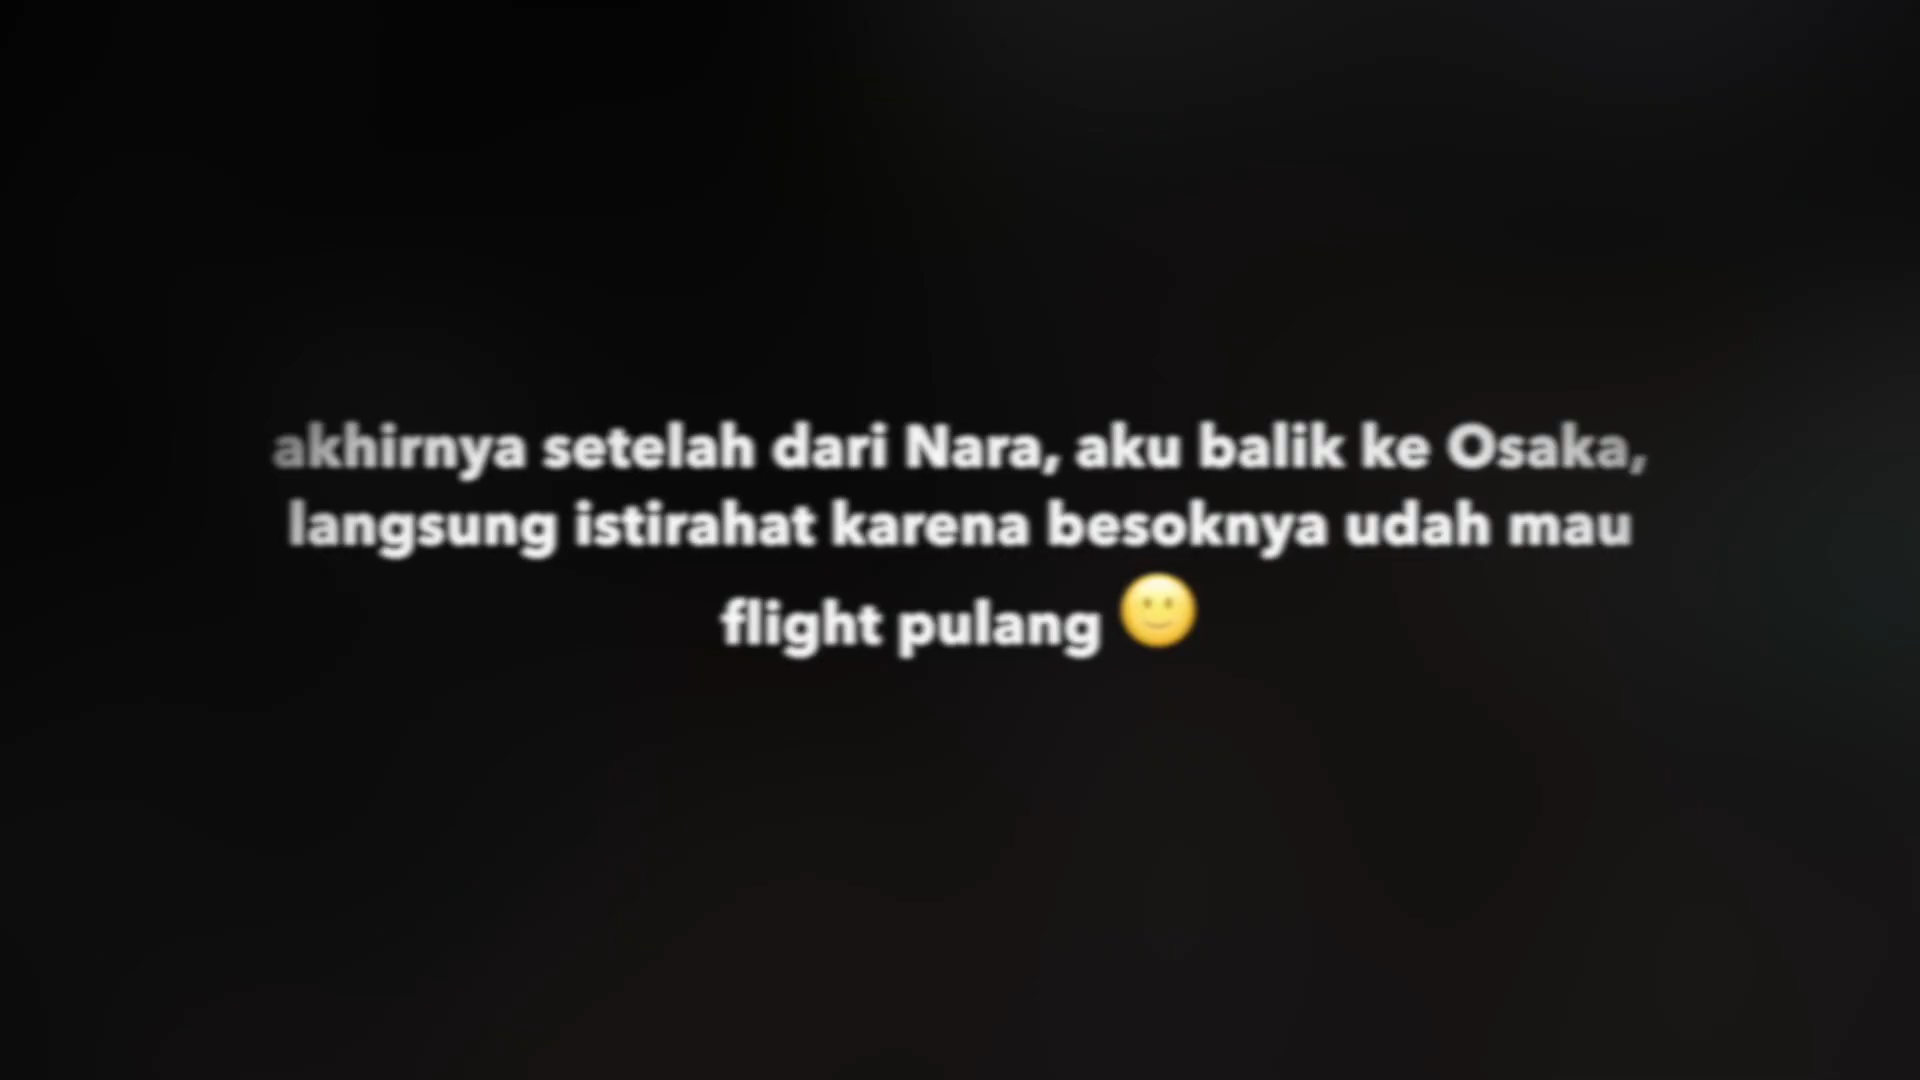 akhirnya setelah dari Nara, aku balik ke Osaka,
langsung istirahat karena besoknya udah mau
flight pulang 🙂